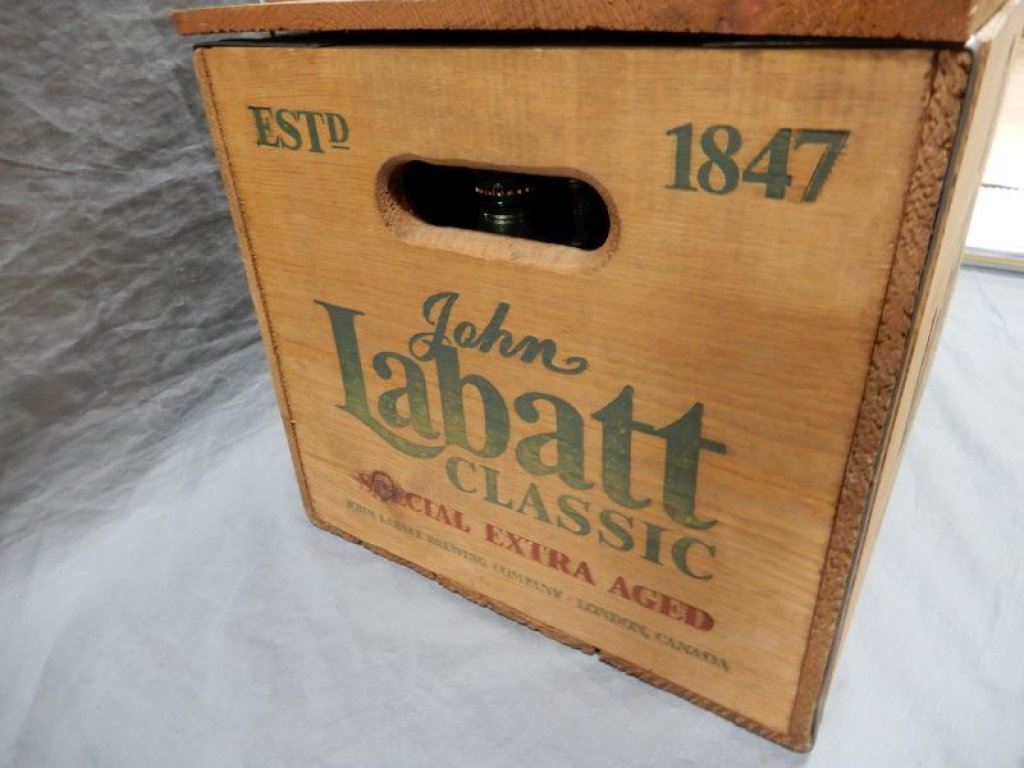 ESTD
1847
John
Labatt
CLASSIC
SPECIAL EXTRA AGED
JOHN LABATT BREWING COMPANY · LONDON, CANADA